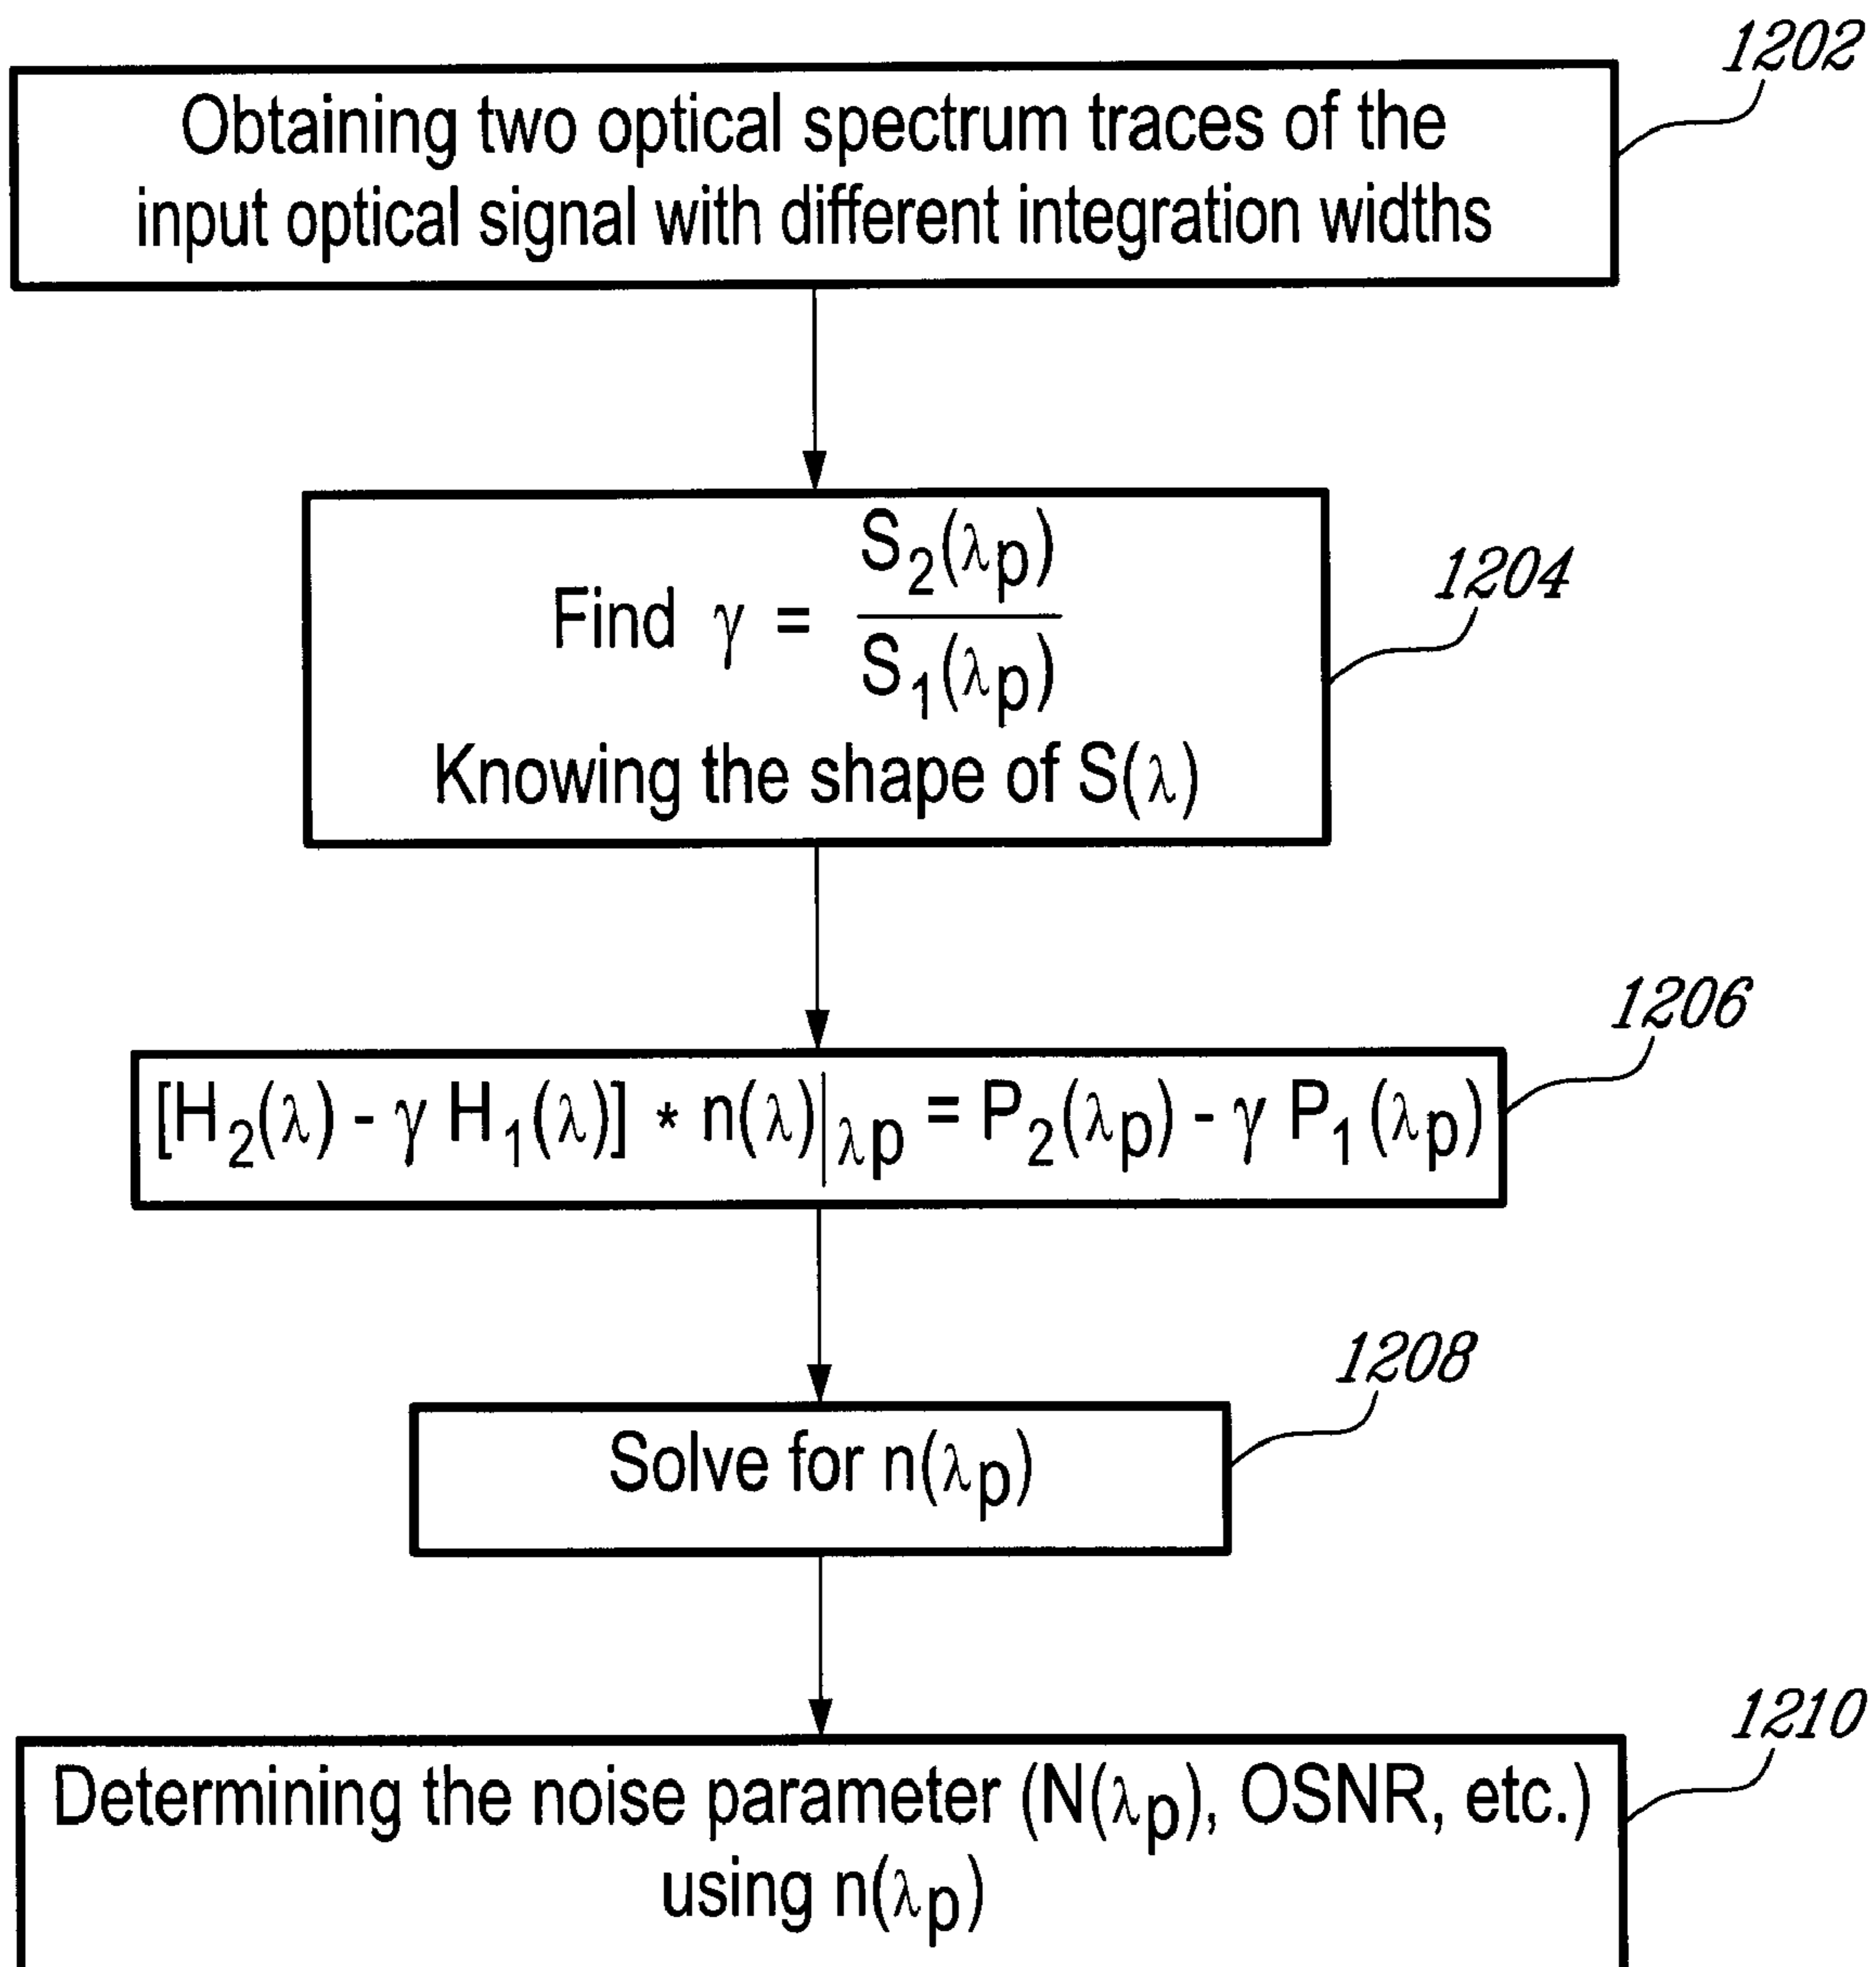 1202
Obtaining two optical spectrum traces of the
input optical signal with different integration widths
1204
Find γ = S₂(λp) / S₁(λp)
Knowing the shape of S(λ)
1206
[H₂(λ) - γ H₁(λ)] * n(λ)|λp = P₂(λp) - γ P₁(λp)
1208
Solve for n(λp)
1210
Determining the noise parameter (N(λp), OSNR, etc.)
using n(λp)